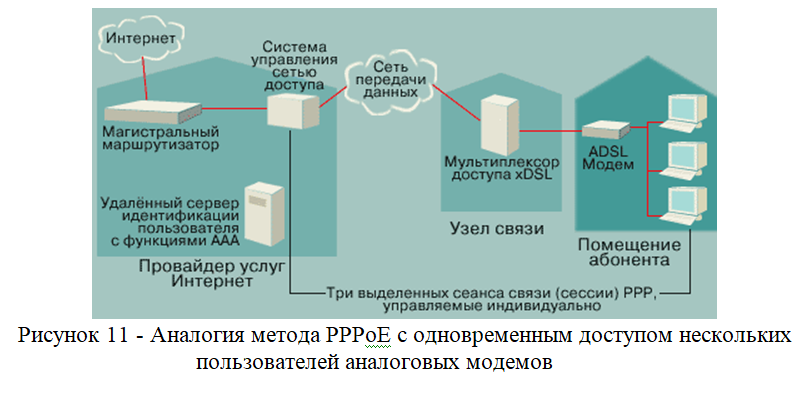 Интернет
Система
управления
сетью
доступа
Сеть
передачи
данных
Магистральный
маршрутизатор
Мультиплексор
доступа xDSL
ADSL
Модем
Удалённый сервер
идентификации
пользователя
с функциями ААА
Узел связи
Помещение
абонента
Провайдер услуг
Интернет
Три выделенных сеанса связи (сессии) PPP,
управляемые индивидуально
Рисунок 11 - Аналогия метода PPPoE с одновременным доступом нескольких
пользователей аналоговых модемов